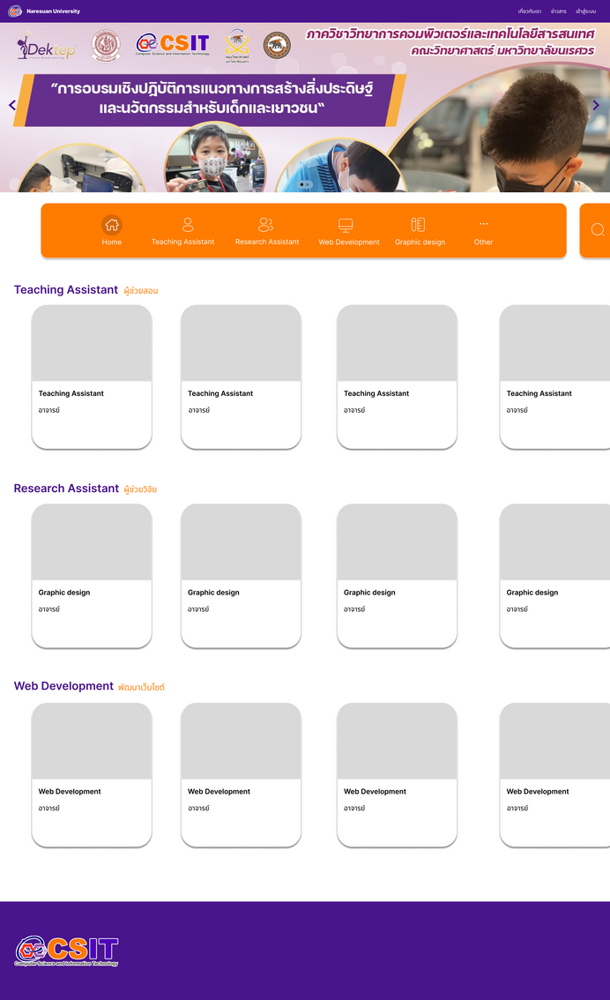 Naresuan University
เกี่ยวกับเรา ข่าวสาร เข้าสู่ระบบ
Dektep
CSIT
Computer Science and Information Technology
ภาควิชาวิทยาการคอมพิวเตอร์และเทคโนโลยีสารสนเทศ
คณะวิทยาศาสตร์ มหาวิทยาลัยนเรศวร
"การอบรมเชิงปฏิบัติการแนวทางการสร้างสิ่งประดิษฐ์
และนวัตกรรมสำหรับเด็กและเยาวชน"
Home Teaching Assistant Research Assistant Web Development Graphic design Other
Teaching Assistant ผู้ช่วยสอน
Teaching Assistant Teaching Assistant Teaching Assistant Teaching Assistant
อาจารย์ อาจารย์ อาจารย์ อาจารย์
Research Assistant ผู้ช่วยวิจัย
Graphic design Graphic design Graphic design Graphic design
อาจารย์ อาจารย์ อาจารย์ อาจารย์
Web Development พัฒนาเว็บไซต์
Web Development Web Development Web Development Web Development
อาจารย์ อาจารย์ อาจารย์ อาจารย์
CSIT
Computer Science and Information Technology